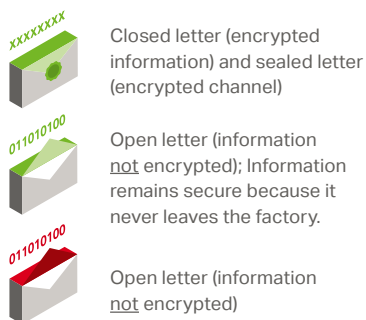 XXXXXXXX
Closed letter (encrypted
information) and sealed letter
(encrypted channel)
011010100
Open letter (information
not encrypted); Information
remains secure because it
never leaves the factory.
011010100
Open letter (information
not encrypted)